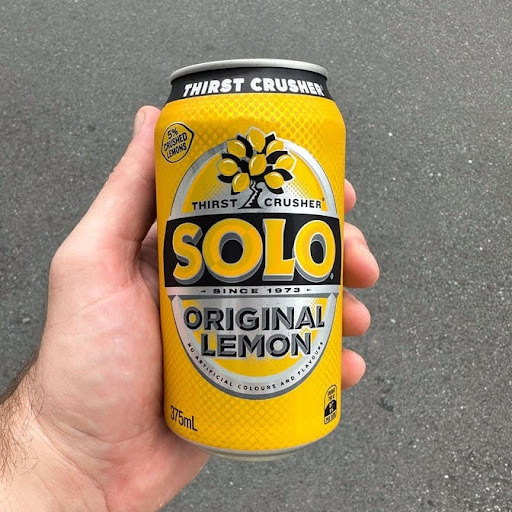 THIRST CRUSHER
5%
CRUSHED
LEMONS
THIRST CRUSHER
SOLO
SINCE 1973
ORIGINAL
LEMON
NO ARTIFICIAL COLOURS AND FLAVOURS
375mL